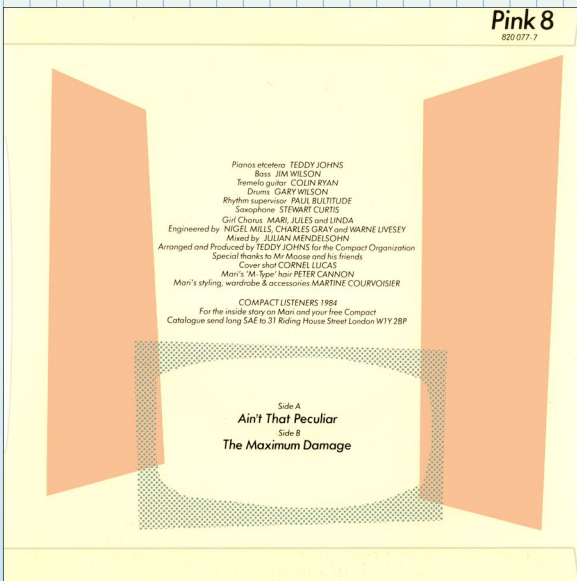 Pink 8
820 077-7
Pianos etcetera TEDDY JOHNS
Bass JIM WILSON
Tremelo guitar COLIN RYAN
Drums GARY WILSON
Rhythm supervisor PAUL BULTITUDE
Saxophone STEWART CURTIS
Girl Chorus MARI, JULES and LINDA
Engineered by NIGEL MILLS, CHARLES GRAY and WARNE LIVESEY
Mixed by JULIAN MENDELSOHN
Arranged and Produced by TEDDY JOHNS for the Compact Organization
Special thanks to Mr Moose and his friends
Cover shot CORNEL LUCAS
Mari's 'M-Type' hair PETER CANNON
Mari's styling, wardrobe & accessories MARTINE COURVOISIER
COMPACT LISTENERS 1984
For the inside story on Mari and your free Compact
Catalogue send long SAE to 31 Riding House Street London W1Y 2BP
Side A
Ain't That Peculiar
Side B
The Maximum Damage